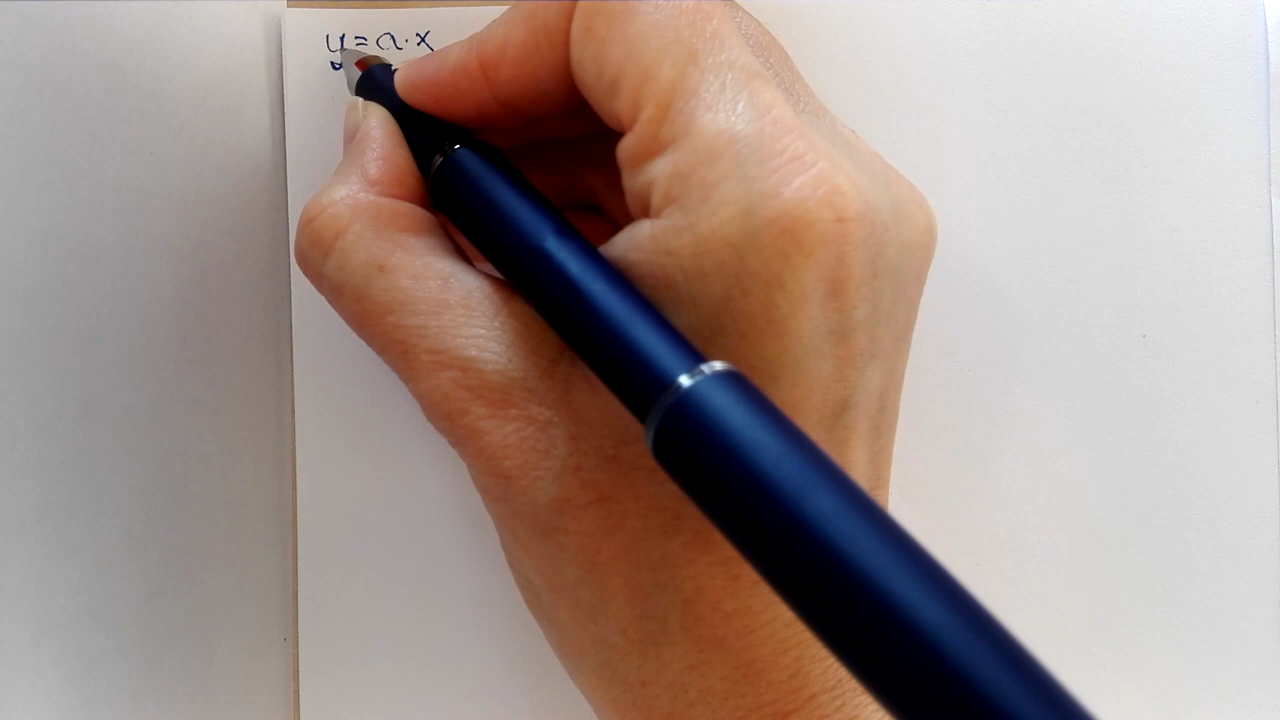 y = a · x